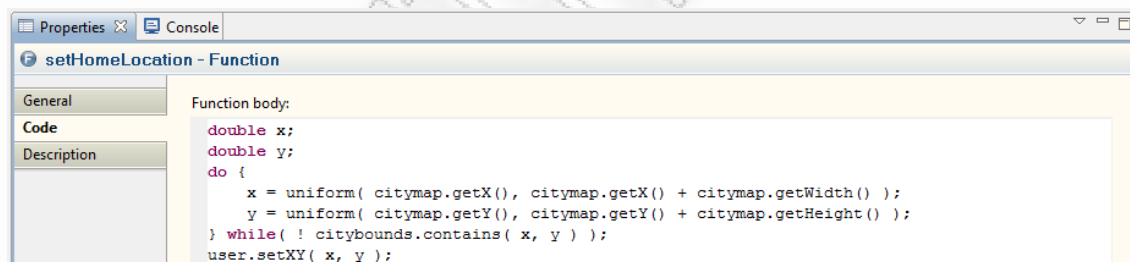 Properties Console
setHomeLocation - Function
General
Function body:
Code
double x;
Description
double y;
do {
x = uniform( citymap.getX(), citymap.getX() + citymap.getWidth() );
y = uniform( citymap.getY(), citymap.getY() + citymap.getHeight() );
} while( ! citybounds.contains( x, y ) );
user.setXY( x, y );